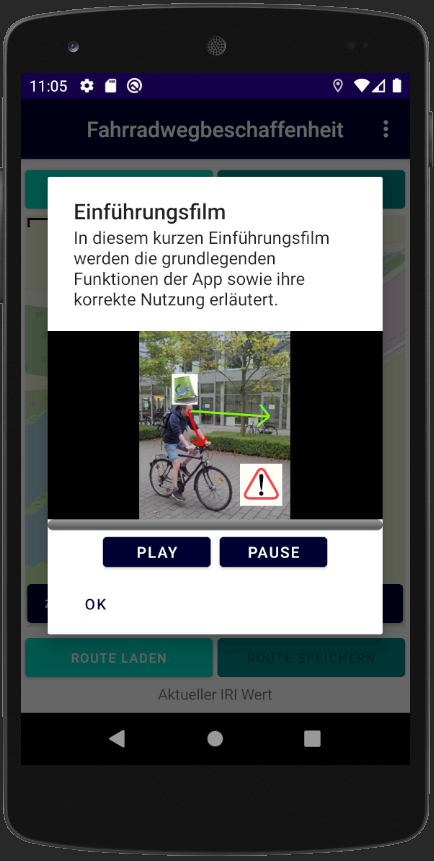 11:05
Fahrradwegbeschaffenheit
Einführungsfilm
In diesem kurzen Einführungsfilm
werden die grundlegenden
Funktionen der App sowie ihre
korrekte Nutzung erläutert.
PLAY
PAUSE
OK
ROUTE LADEN
ROUTE SPEICHERN
Aktueller IRI Wert